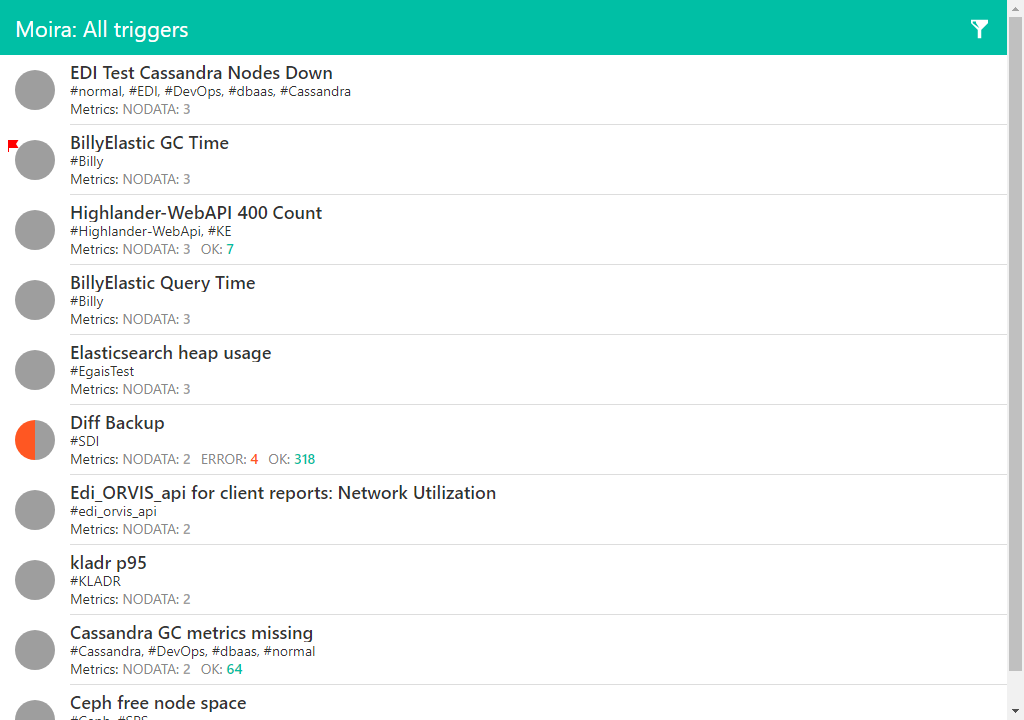 Moira: All triggers
EDI Test Cassandra Nodes Down
#normal, #EDI, #DevOps, #dbaas, #Cassandra
Metrics: NODATA: 3
BillyElastic GC Time
#Billy
Metrics: NODATA: 3
Highlander-WebAPI 400 Count
#Highlander-WebApi, #KE
Metrics: NODATA: 3 OK: 7
BillyElastic Query Time
#Billy
Metrics: NODATA: 3
Elasticsearch heap usage
#EgaisTest
Metrics: NODATA: 3
Diff Backup
#SDI
Metrics: NODATA: 2 ERROR: 4 OK: 318
Edi_ORVIS_api for client reports: Network Utilization
#edi_orvis_api
Metrics: NODATA: 2
kladr p95
#KLADR
Metrics: NODATA: 2
Cassandra GC metrics missing
#Cassandra, #DevOps, #dbaas, #normal
Metrics: NODATA: 2 OK: 64
Ceph free node space
#Ceph,